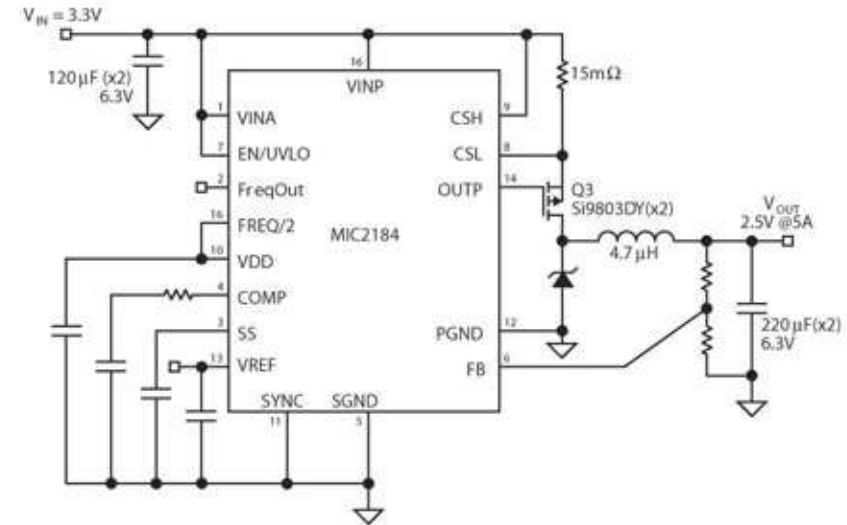 VIN = 3.3V
120µF (x2)
6.3V
16
VINP
1
VINA
7
EN/UVLO
2
FreqOut
16
FREQ/2
10
VDD
4
COMP
3
SS
13
VREF
SYNC
11
SGND
5
MIC2184
9
CSH
8
CSL
14
OUTP
12
PGND
6
FB
15mΩ
Q3
Si9803DY(x2)
4.7µH
VOUT
2.5V @5A
220µF(x2)
6.3V